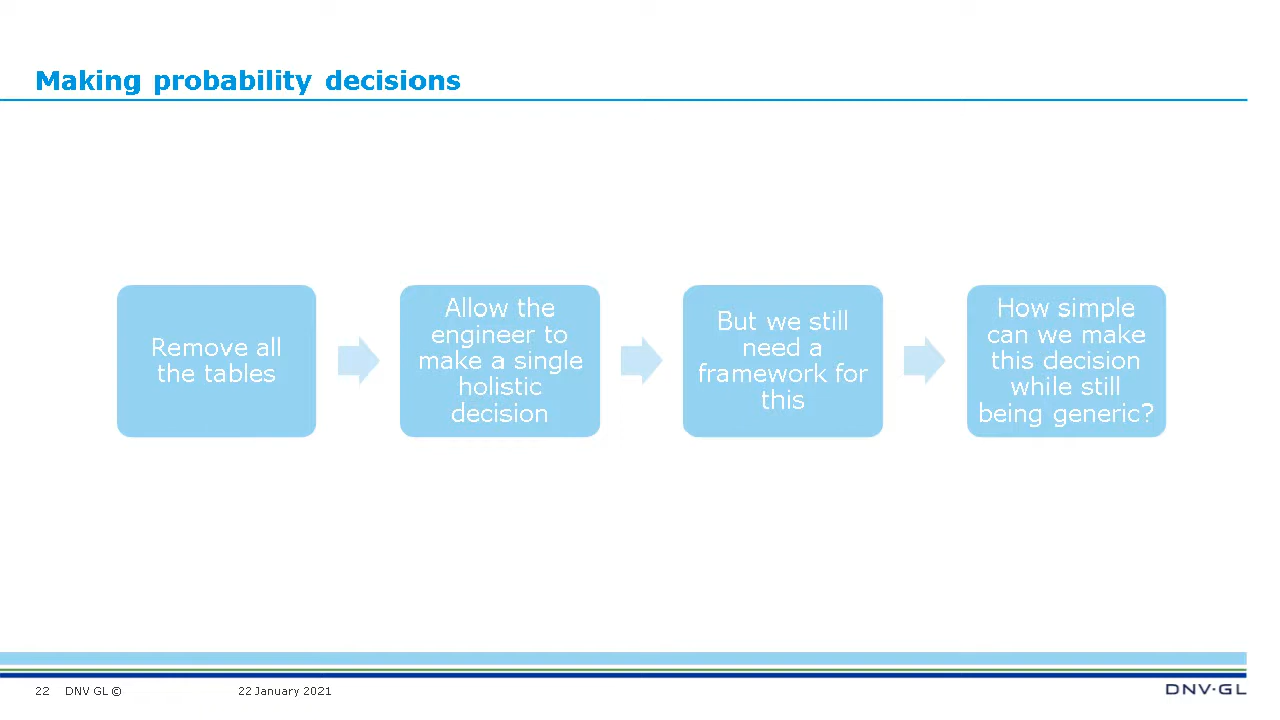 Making probability decisions
Remove all
the tables
Allow the
engineer to
make a single
holistic
decision
But we still
need a
framework for
this
How simple
can we make
this decision
while still
being generic?
22 DNV GL © 22 January 2021
DNV·GL